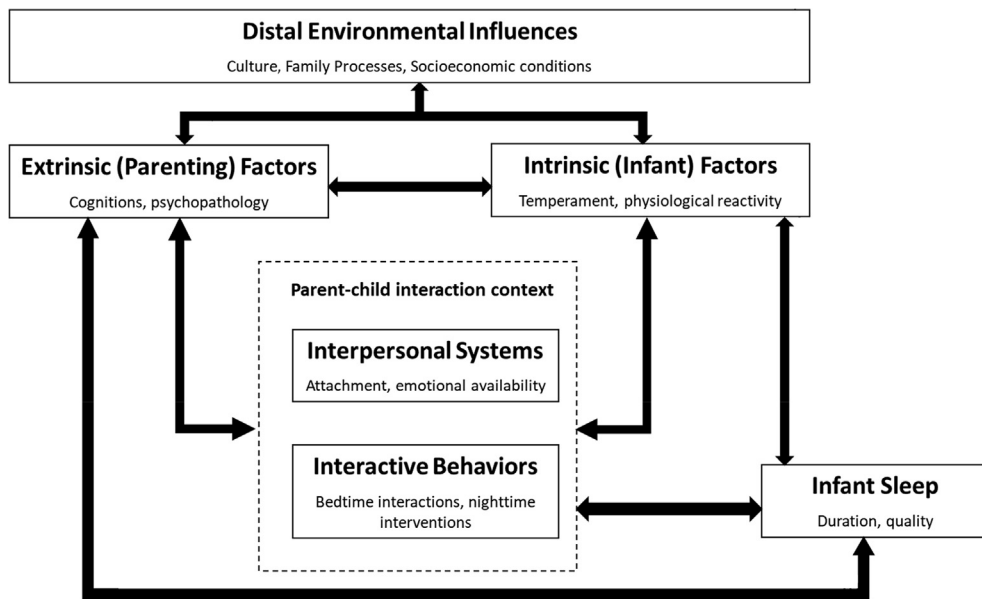 Distal Environmental Influences
Culture, Family Processes, Socioeconomic conditions
Extrinsic (Parenting) Factors
Cognitions, psychopathology
Intrinsic (Infant) Factors
Temperament, physiological reactivity
Parent-child interaction context
Interpersonal Systems
Attachment, emotional availability
Interactive Behaviors
Bedtime interactions, nighttime
interventions
Infant Sleep
Duration, quality